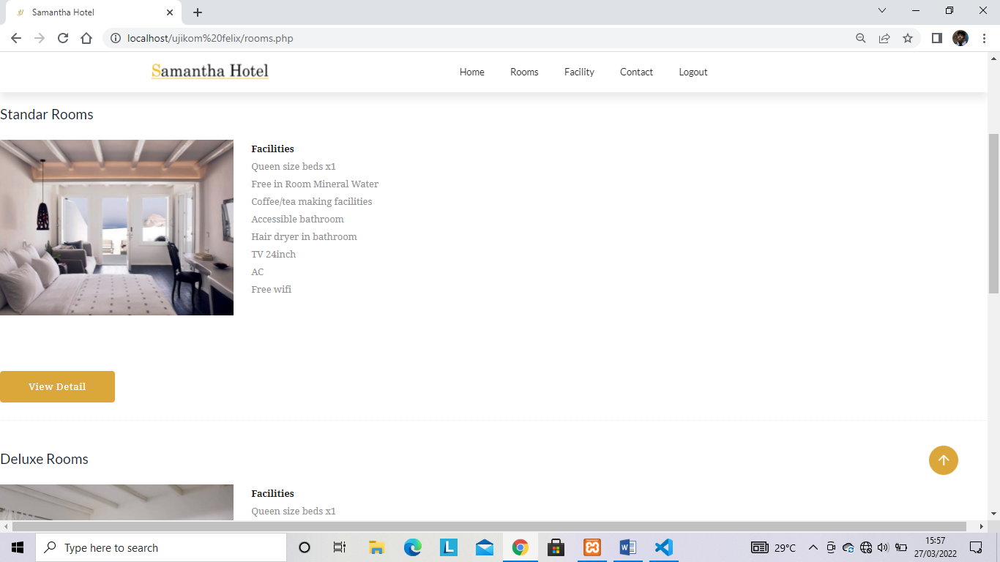 Samantha Hotel
localhost/ujikom%20felix/rooms.php
Samantha Hotel
Home Rooms Facility Contact Logout
Standar Rooms
Facilities
Queen size beds x1
Free in Room Mineral Water
Coffee/tea making facilities
Accessible bathroom
Hair dryer in bathroom
TV 24inch
AC
Free wifi
View Detail
Deluxe Rooms
Facilities
Queen size beds x1
Type here to search
29°C
15:57
27/03/2022